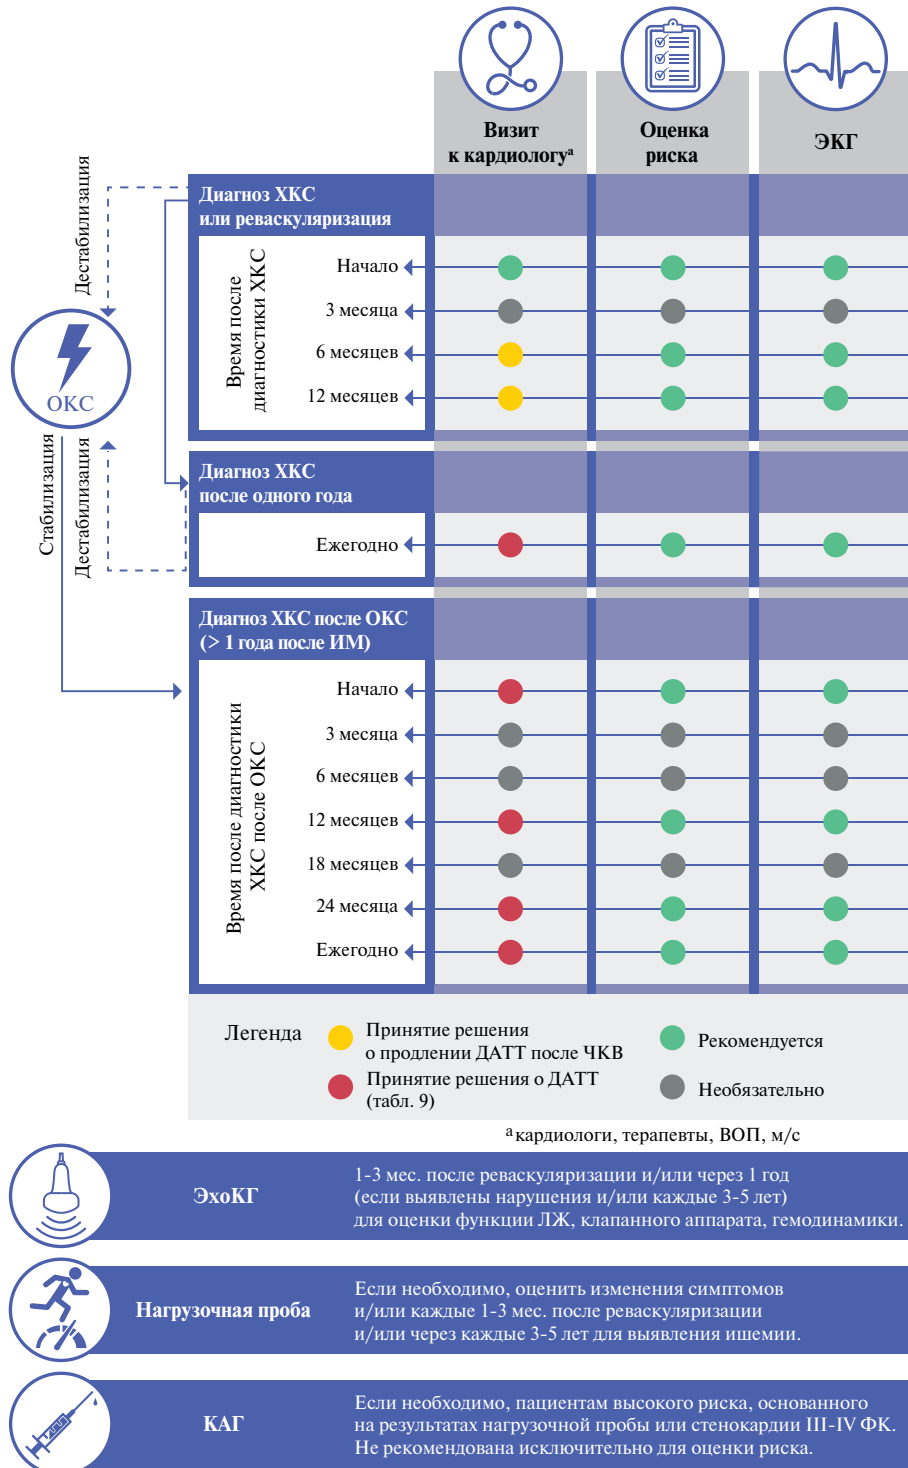 Визит
к кардиологуᵃ
Оценка
риска
ЭКГ
Дестабилизация
ОКС
Стабилизация
Дестабилизация
Диагноз ХКС
или реваскуляризация
Время после
диагностики ХКС
Начало
3 месяца
6 месяцев
12 месяцев
Диагноз ХКС
после одного года
Ежегодно
Диагноз ХКС после ОКС
(> 1 года после ИМ)
Время после диагностики
ХКС после ОКС
Начало
3 месяца
6 месяцев
12 месяцев
18 месяцев
24 месяца
Ежегодно
Легенда
Принятие решения
о продлении ДАТТ после ЧКВ
Принятие решения о ДАТТ
(табл. 9)
Рекомендуется
Необязательно
ᵃ кардиологи, терапевты, ВОП, м/с
ЭхоКГ
1-3 мес. после реваскуляризации и/или через 1 год
(если выявлены нарушения и/или каждые 3-5 лет)
для оценки функции ЛЖ, клапанного аппарата, гемодинамики.
Нагрузочная проба
Если необходимо, оценить изменения симптомов
и/или каждые 1-3 мес. после реваскуляризации
и/или через каждые 3-5 лет для выявления ишемии.
КАГ
Если необходимо, пациентам высокого риска, основанного
на результатах нагрузочной пробы или стенокардии III-IV ФК.
Не рекомендована исключительно для оценки риска.